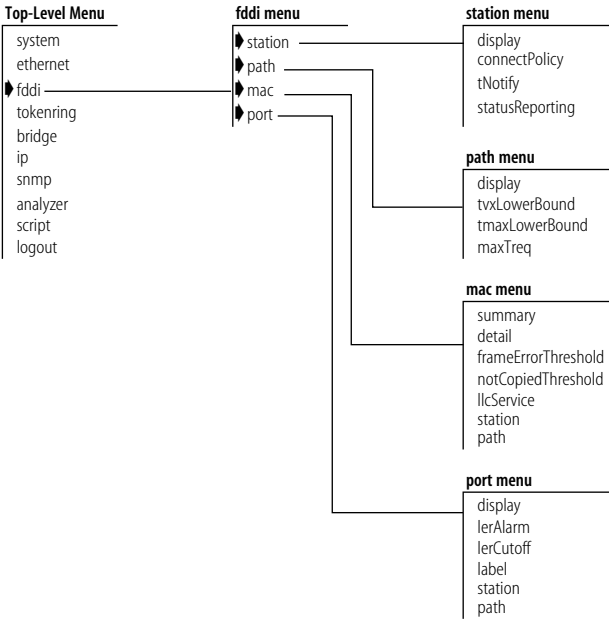 Top-Level Menu
system
ethernet
fddi
tokenring
bridge
ip
snmp
analyzer
script
logout
fddi menu
station
path
mac
port
station menu
display
connectPolicy
tNotify
statusReporting
path menu
display
tvxLowerBound
tmaxLowerBound
maxTreq
mac menu
summary
detail
frameErrorThreshold
notCopiedThreshold
llcService
station
path
port menu
display
lerAlarm
lerCutoff
label
station
path